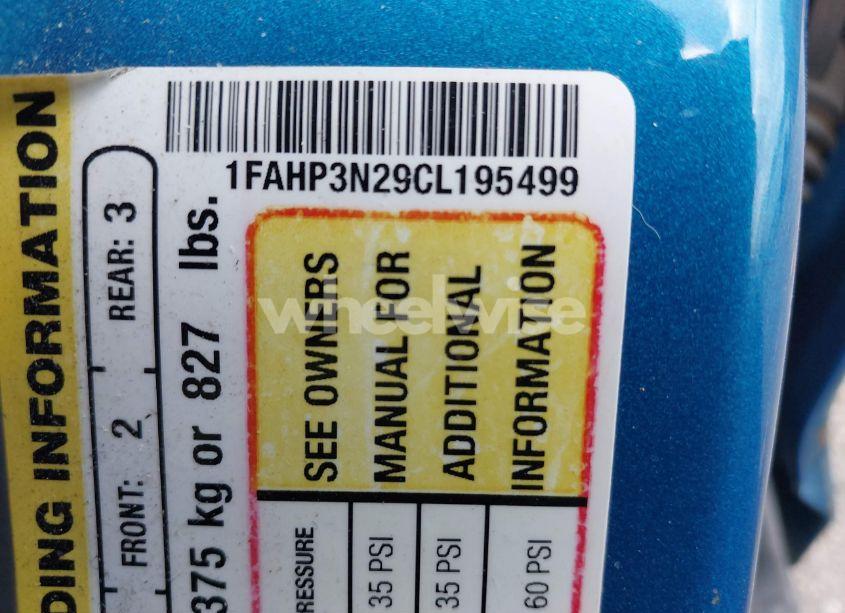 1FAHP3N29CL195499
DING INFORMATION
FRONT: 2 REAR: 3
375 kg or 827 lbs.
RESSURE
35 PSI
35 PSI
60 PSI
SEE OWNERS
MANUAL FOR
ADDITIONAL
INFORMATION
wheelwise